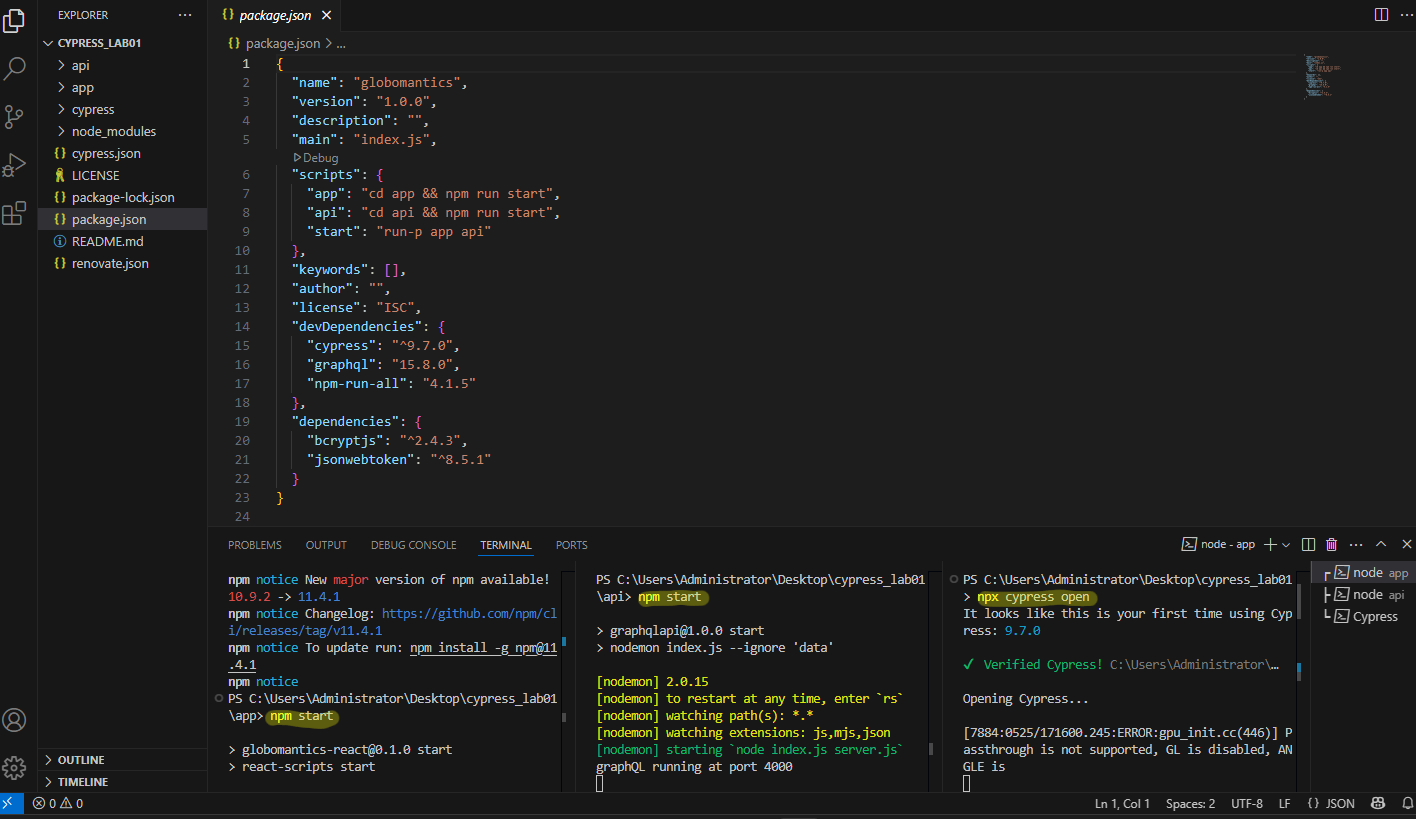 EXPLORER
CYPRESS_LAB01
api
app
cypress
node_modules
cypress.json
LICENSE
package-lock.json
package.json
README.md
renovate.json
OUTLINE
TIMELINE
package.json
package.json > ...
1 {
2 "name": "globomantics",
3 "version": "1.0.0",
4 "description": "",
5 "main": "index.js",
Debug
6 "scripts": {
7 "app": "cd app && npm run start",
8 "api": "cd api && npm run start",
9 "start": "run-p app api"
10 },
11 "keywords": [],
12 "author": "",
13 "license": "ISC",
14 "devDependencies": {
15 "cypress": "^9.7.0",
16 "graphql": "15.8.0",
17 "npm-run-all": "4.1.5"
18 },
19 "dependencies": {
20 "bcryptjs": "^2.4.3",
21 "jsonwebtoken": "^8.5.1"
22 }
23 }
24
PROBLEMS OUTPUT DEBUG CONSOLE TERMINAL PORTS
node - app
npm notice New major version of npm available!
10.9.2 -> 11.4.1
npm notice Changelog: https://github.com/npm/cl
i/releases/tag/v11.4.1
npm notice To update run: npm install -g npm@11
.4.1
npm notice
PS C:\Users\Administrator\Desktop\cypress_lab01
\app> npm start
> globomantics-react@0.1.0 start
> react-scripts start
PS C:\Users\Administrator\Desktop\cypress_lab01
\api> npm start
> graphqlapi@1.0.0 start
> nodemon index.js --ignore 'data'
[nodemon] 2.0.15
[nodemon] to restart at any time, enter `rs`
[nodemon] watching path(s): *.*
[nodemon] watching extensions: js,mjs,json
[nodemon] starting `node index.js server.js`
graphQL running at port 4000
PS C:\Users\Administrator\Desktop\cypress_lab01
> npx cypress open
It looks like this is your first time using Cyp
ress: 9.7.0
✓ Verified Cypress! C:\Users\Administrator\…
Opening Cypress...
[7884:0525/171600.245:ERROR:gpu_init.cc(446)] P
assthrough is not supported, GL is disabled, AN
GLE is
node app
node api
Cypress
0 0
Ln 1, Col 1 Spaces: 2 UTF-8 LF {} JSON